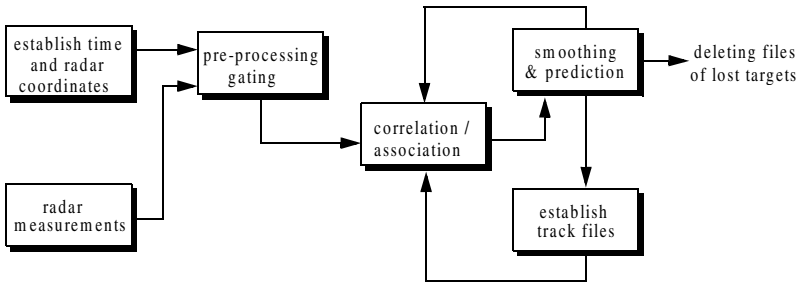 establish time
and radar
coordinates
pre-processing
gating
radar
measurements
correlation /
association
smoothing
& prediction
deleting files
of lost targets
establish
track files